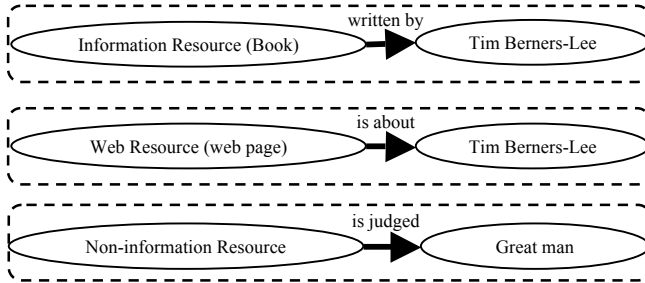 written by
Information Resource (Book)
Tim Berners-Lee
is about
Web Resource (web page)
Tim Berners-Lee
is judged
Non-information Resource
Great man